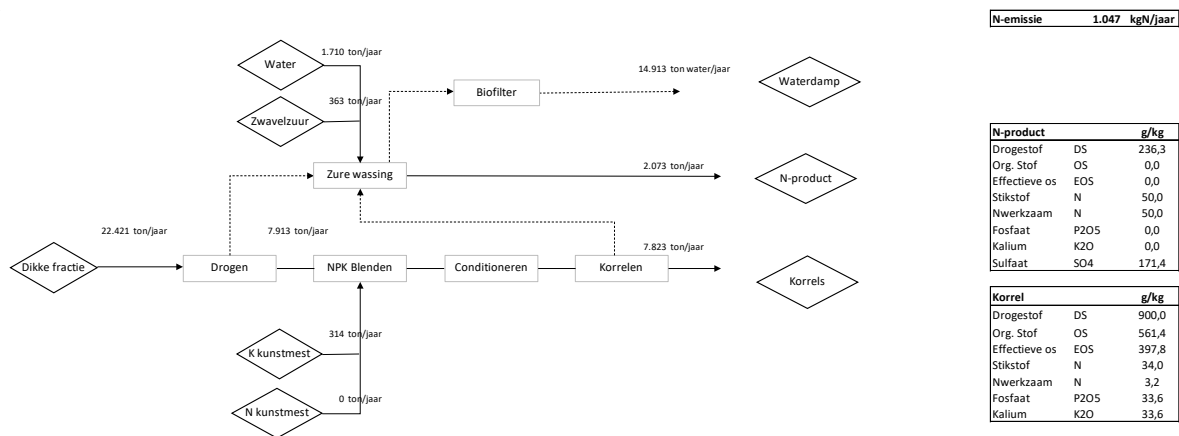 N-emissie 1.047 kgN/jaar
1.710 ton/jaar
Water
14.913 ton water/jaar
Waterdamp
Biofilter
363 ton/jaar
Zwavelzuur
N-product g/kg
Drogestof DS 236,3
Org. Stof OS 0,0
Effectieve os EOS 0,0
Stikstof N 50,0
Nwerkzaam N 50,0
Fosfaat P2O5 0,0
Kalium K2O 0,0
Sulfaat SO4 171,4
2.073 ton/jaar
Zure wassing
N-product
22.421 ton/jaar
7.913 ton/jaar
7.823 ton/jaar
Dikke fractie
Drogen
NPK Blenden
Conditioneren
Korrelen
Korrels
Korrel g/kg
Drogestof DS 900,0
Org. Stof OS 561,4
Effectieve os EOS 397,8
Stikstof N 34,0
Nwerkzaam N 3,2
Fosfaat P2O5 33,6
Kalium K2O 33,6
314 ton/jaar
K kunstmest
0 ton/jaar
N kunstmest